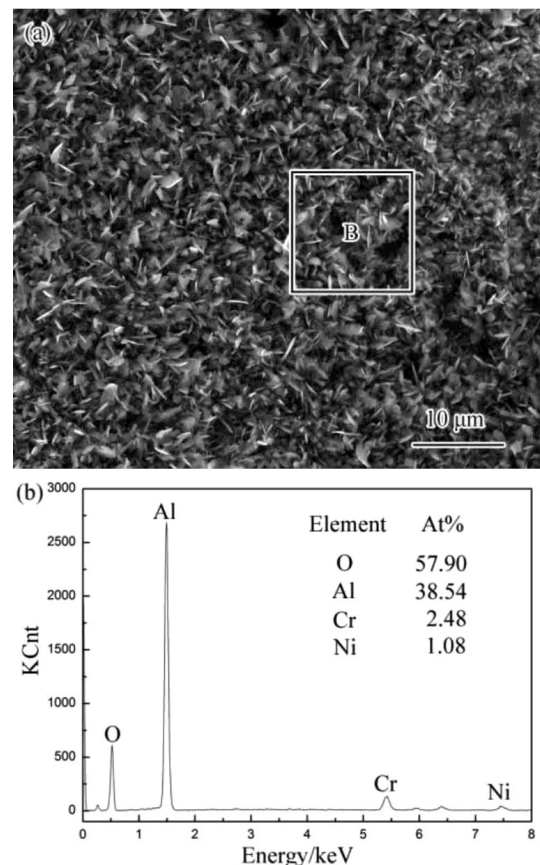 (a)
B
10 μm
(b)
3000
2500
2000
1500
1000
500
0
KCnt
Al
O
Cr
Ni
Element At%
O 57.90
Al 38.54
Cr 2.48
Ni 1.08
0 1 2 3 4 5 6 7 8
Energy/keV